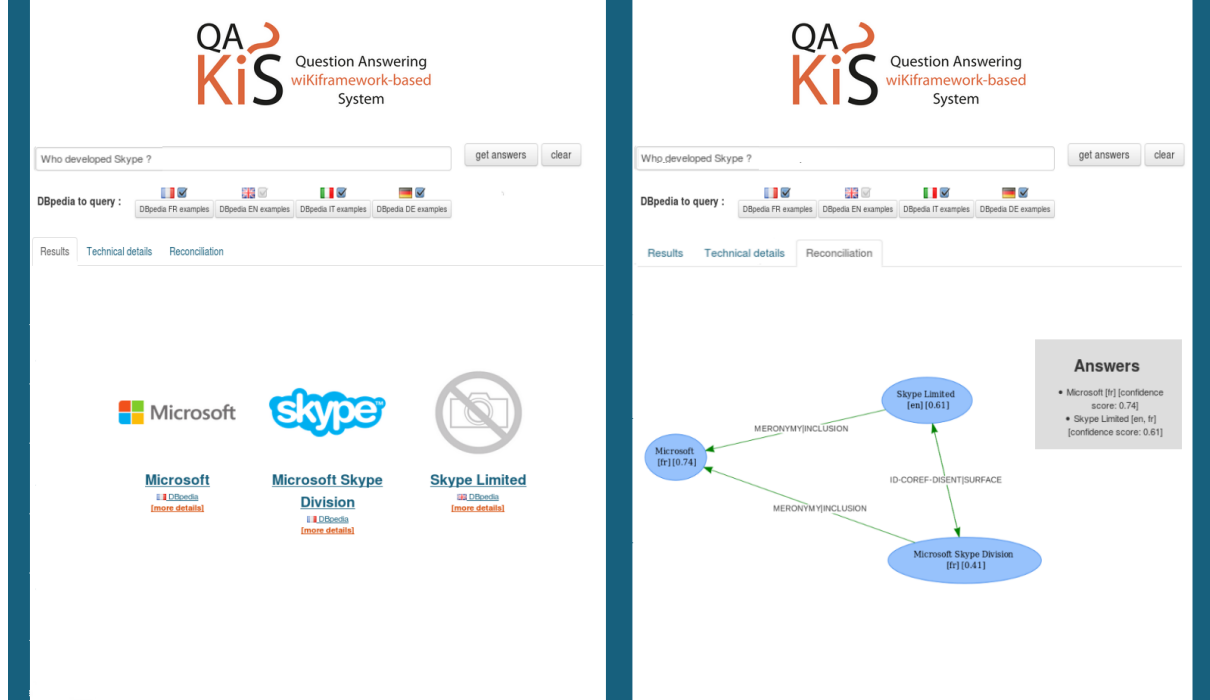 QA
KiS
Question Answering
wiKiframework-based
System
Who developed Skype ?
get answers
clear
DBpedia to query :
DBpedia FR examples
DBpedia EN examples
DBpedia IT examples
DBpedia DE examples
Results
Technical details
Reconciliation
Microsoft
skype
Microsoft
DBpedia
[more details]
Microsoft Skype
Division
DBpedia
[more details]
Skype Limited
DBpedia
[more details]
QA
KiS
Question Answering
wiKiframework-based
System
Who developed Skype ?
get answers
clear
DBpedia to query :
DBpedia FR examples
DBpedia EN examples
DBpedia IT examples
DBpedia DE examples
Results
Technical details
Reconciliation
Skype Limited
[en] [0.61]
MERONYMY|INCLUSION
Microsoft
[fr] [0.74]
ID-COREF-DISENT|SURFACE
MERONYMY|INCLUSION
Microsoft Skype Division
[fr] [0.41]
Answers
• Microsoft [fr] [confidence
score: 0.74]
• Skype Limited [en, fr]
[confidence score: 0.61]